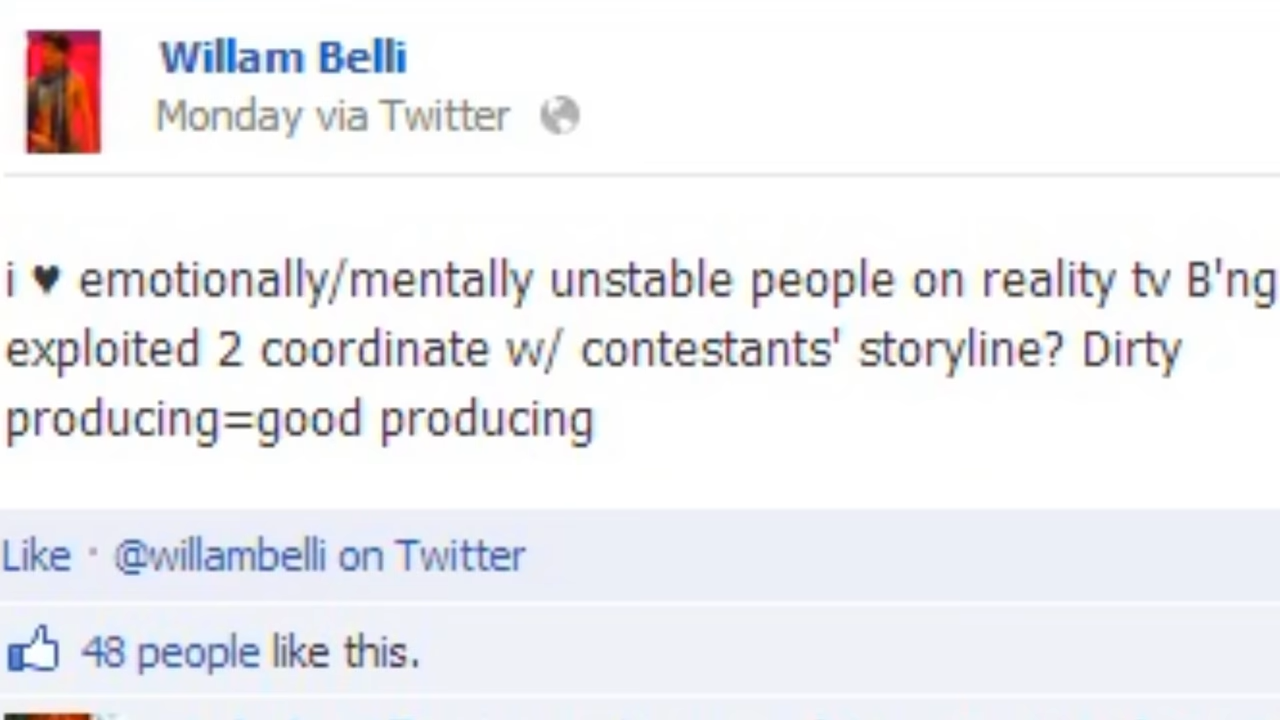 Willam Belli
Monday via Twitter
i ♥ emotionally/mentally unstable people on reality tv B'ng
exploited 2 coordinate w/ contestants' storyline? Dirty
producing=good producing
Like · @willambelli on Twitter
48 people like this.